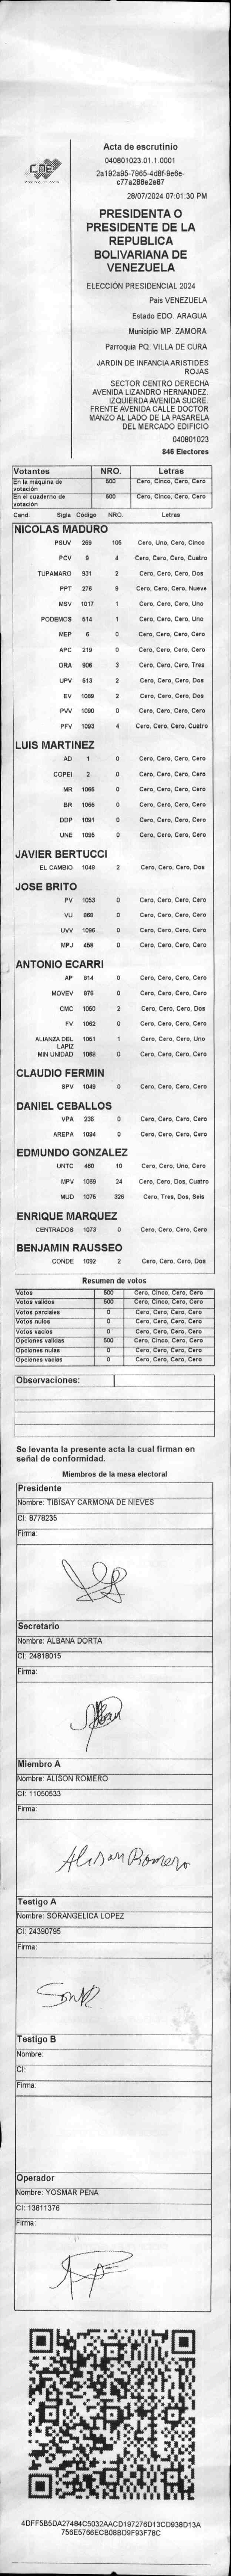 CNE
Acta de escrutinio
040801023.01.1.0001
2a192a95-7965-4d8f-9e6e-
c77a288e2e87
28/07/2024 07:01:30 PM
PRESIDENTA O
PRESIDENTE DE LA
REPUBLICA
BOLIVARIANA DE
VENEZUELA
ELECCIÓN PRESIDENCIAL 2024
País VENEZUELA
Estado EDO. ARAGUA
Municipio MP. ZAMORA
Parroquia PQ. VILLA DE CURA
JARDIN DE INFANCIA ARISTIDES
ROJAS
SECTOR CENTRO DERECHA
AVENIDA LIZANDRO HERNANDEZ.
IZQUIERDA AVENIDA SUCRE.
FRENTE AVENIDA CALLE DOCTOR
MANZO AL LADO DE LA PASARELA
DEL MERCADO EDIFICIO
040801023
846 Electores
Votantes NRO. Letras
En la máquina de votación 500 Cero, Cinco, Cero, Cero
En el cuaderno de votación 500 Cero, Cinco, Cero, Cero
Cand. Sigla Código NRO. Letras
NICOLAS MADURO
PSUV 269 105 Cero, Uno, Cero, Cinco
PCV 9 4 Cero, Cero, Cero, Cuatro
TUPAMARO 931 2 Cero, Cero, Cero, Dos
PPT 276 9 Cero, Cero, Cero, Nueve
MSV 1017 1 Cero, Cero, Cero, Uno
PODEMOS 514 1 Cero, Cero, Cero, Uno
MEP 6 0 Cero, Cero, Cero, Cero
APC 219 0 Cero, Cero, Cero, Cero
ORA 906 3 Cero, Cero, Cero, Tres
UPV 513 2 Cero, Cero, Cero, Dos
EV 1089 2 Cero, Cero, Cero, Dos
PVV 1090 0 Cero, Cero, Cero, Cero
PFV 1093 4 Cero, Cero, Cero, Cuatro
LUIS MARTINEZ
AD 1 0 Cero, Cero, Cero, Cero
COPEI 2 0 Cero, Cero, Cero, Cero
MR 1065 0 Cero, Cero, Cero, Cero
BR 1066 0 Cero, Cero, Cero, Cero
DDP 1091 0 Cero, Cero, Cero, Cero
UNE 1095 0 Cero, Cero, Cero, Cero
JAVIER BERTUCCI
EL CAMBIO 1048 2 Cero, Cero, Cero, Dos
JOSE BRITO
PV 1053 0 Cero, Cero, Cero, Cero
VU 868 0 Cero, Cero, Cero, Cero
UVV 1096 0 Cero, Cero, Cero, Cero
MPJ 458 0 Cero, Cero, Cero, Cero
ANTONIO ECARRI
AP 814 0 Cero, Cero, Cero, Cero
MOVEV 879 0 Cero, Cero, Cero, Cero
CMC 1050 2 Cero, Cero, Cero, Dos
FV 1052 0 Cero, Cero, Cero, Cero
ALIANZA DEL LAPIZ 1051 1 Cero, Cero, Cero, Uno
MIN UNIDAD 1068 0 Cero, Cero, Cero, Cero
CLAUDIO FERMIN
SPV 1049 0 Cero, Cero, Cero, Cero
DANIEL CEBALLOS
VPA 236 0 Cero, Cero, Cero, Cero
AREPA 1094 0 Cero, Cero, Cero, Cero
EDMUNDO GONZALEZ
UNTC 460 10 Cero, Cero, Uno, Cero
MPV 1069 24 Cero, Cero, Dos, Cuatro
MUD 1075 326 Cero, Tres, Dos, Seis
ENRIQUE MARQUEZ
CENTRADOS 1073 0 Cero, Cero, Cero, Cero
BENJAMIN RAUSSEO
CONDE 1092 2 Cero, Cero, Cero, Dos
Resumen de votos
Votos 500 Cero, Cinco, Cero, Cero
Votos validos 500 Cero, Cinco, Cero, Cero
Votos parciales 0 Cero, Cero, Cero, Cero
Votos nulos 0 Cero, Cero, Cero, Cero
Votos vacios 0 Cero, Cero, Cero, Cero
Opciones validas 500 Cero, Cinco, Cero, Cero
Opciones nulas 0 Cero, Cero, Cero, Cero
Opciones vacias 0 Cero, Cero, Cero, Cero
Observaciones:
Se levanta la presente acta la cual firman en
señal de conformidad.
Miembros de la mesa electoral
Presidente
Nombre: TIBISAY CARMONA DE NIEVES
CI: 8778235
Firma:
Secretario
Nombre: ALBANA DORTA
CI: 24818015
Firma:
Miembro A
Nombre: ALISON ROMERO
CI: 11050533
Firma:
Alison Romero
Testigo A
Nombre: SORANGELICA LOPEZ
CI: 24390795
Firma:
Testigo B
Nombre:
CI:
Firma:
Operador
Nombre: YOSMAR PENA
CI: 13811376
Firma:
4DFF5B5DA27484C5032AACD197276D13CD938D13A
756E5766ECB08BD9F93F78C